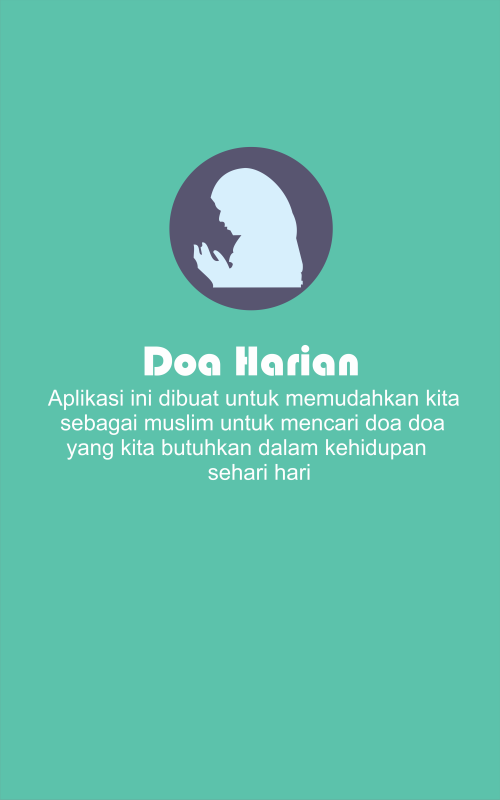 Doa Harian
Aplikasi ini dibuat untuk memudahkan kita
sebagai muslim untuk mencari doa doa
yang kita butuhkan dalam kehidupan
sehari hari